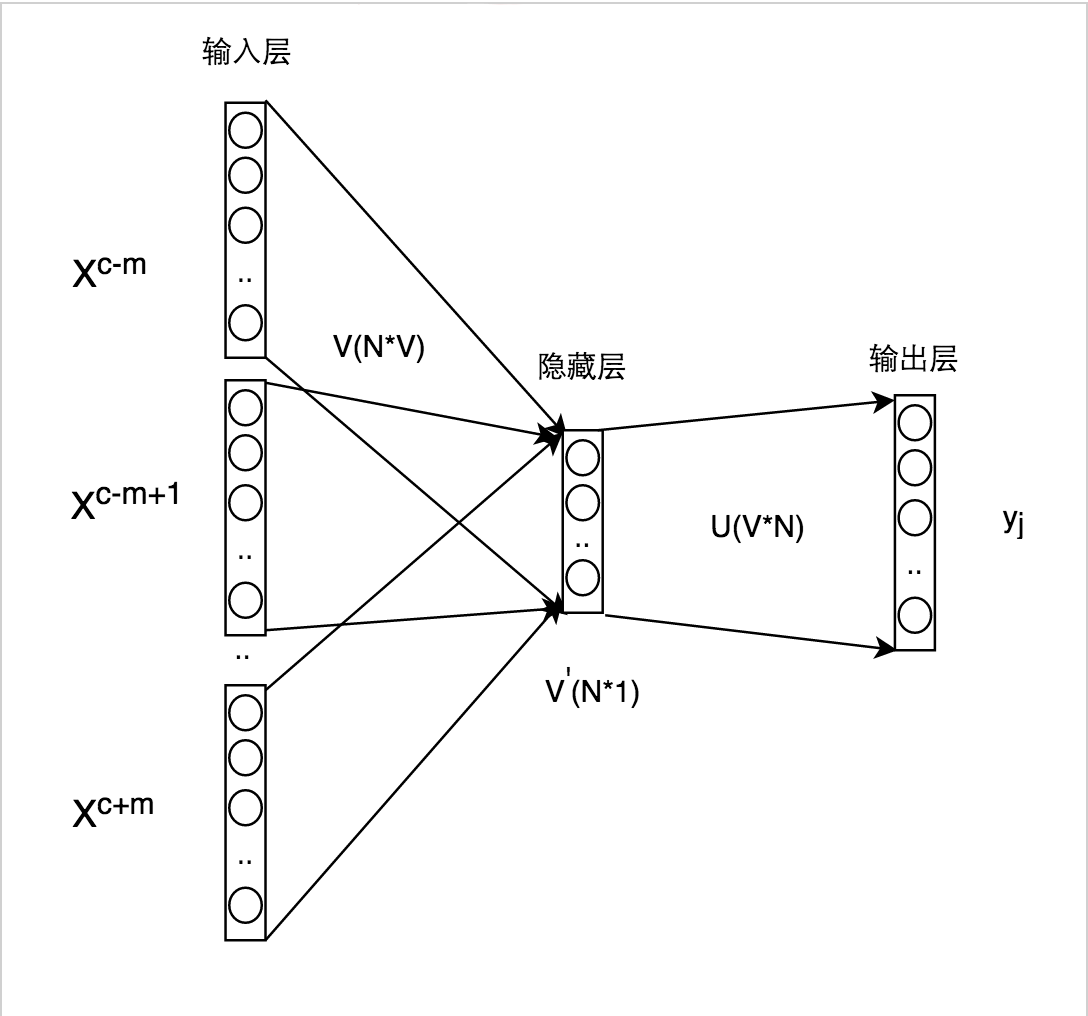 输入层
X^c-m
V(N*V)
隐藏层
输出层
X^c-m+1
U(V*N)
y_j
..
V'(N*1)
X^c+m